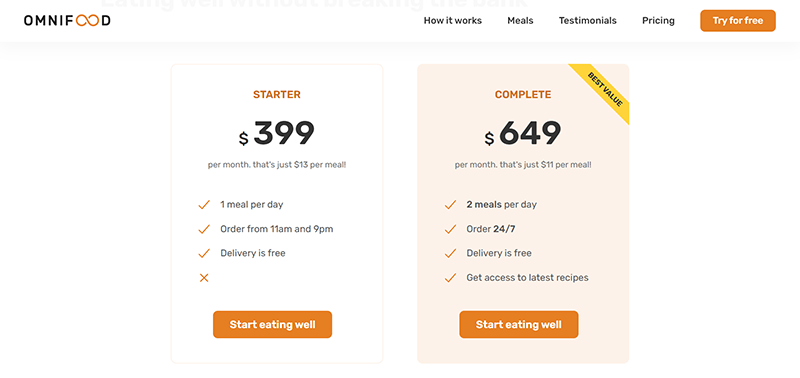 Eating well without breaking the bank
OMNIFOOD
How it works
Meals
Testimonials
Pricing
Try for free
STARTER
$ 399
per month. that's just $13 per meal!
1 meal per day
Order from 11am and 9pm
Delivery is free
Start eating well
BEST VALUE
COMPLETE
$ 649
per month. that's just $11 per meal!
2 meals per day
Order 24/7
Delivery is free
Get access to latest recipes
Start eating well